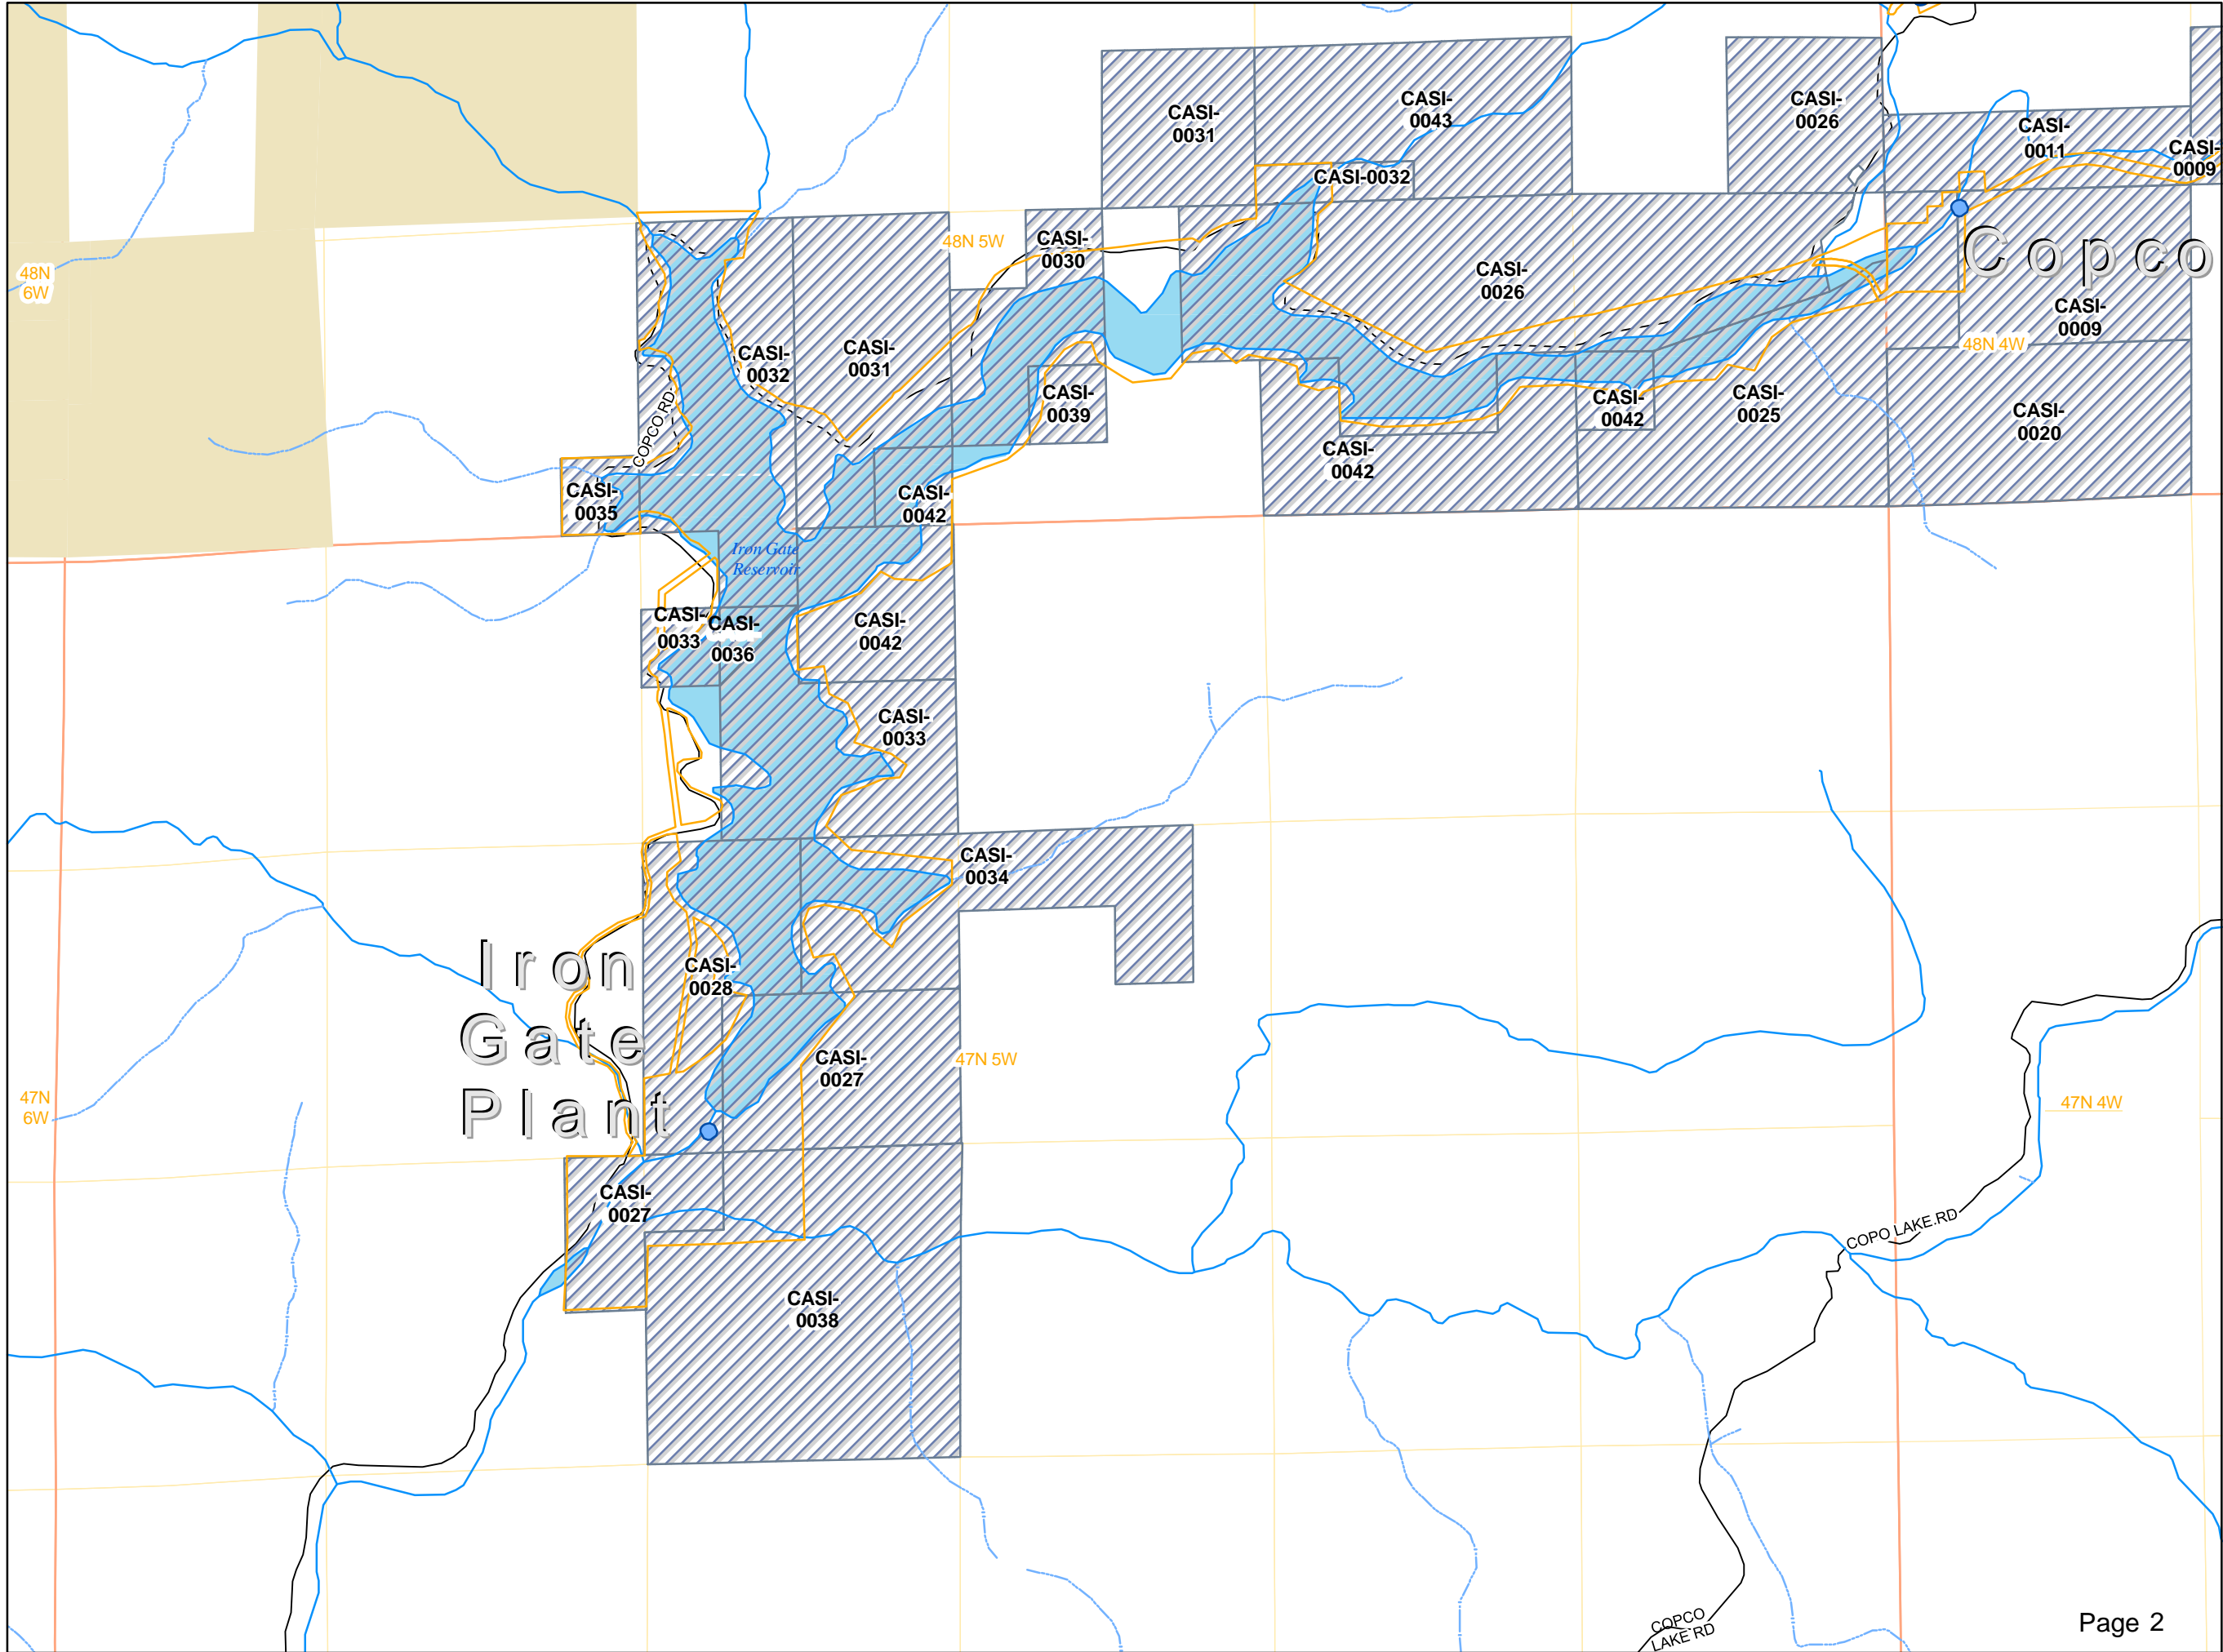 CASI-
0031
CASI-
0043
CASI-
0026
CASI-
0011
CASI-
0009
CASI-0032
48N 5W
CASI-
0030
Copco
48N
6W
CASI-
0026
CASI-
0009
48N 4W
CASI-
0032
CASI-
0031
COPCO RD
CASI-
0039
CASI-
0042
CASI-
0025
CASI-
0020
CASI-
0042
CASI-
0035
CASI-
0042
Iron Gate
Reservoir
CASI-
0033
CASI-
0036
CASI-
0042
CASI-
0033
CASI-
0034
Iron
Gate
Plant
CASI-
0028
CASI-
0027
47N 5W
47N
6W
47N 4W
CASI-
0027
COPO LAKE RD
CASI-
0038
COPCO
LAKE RD
Page 2